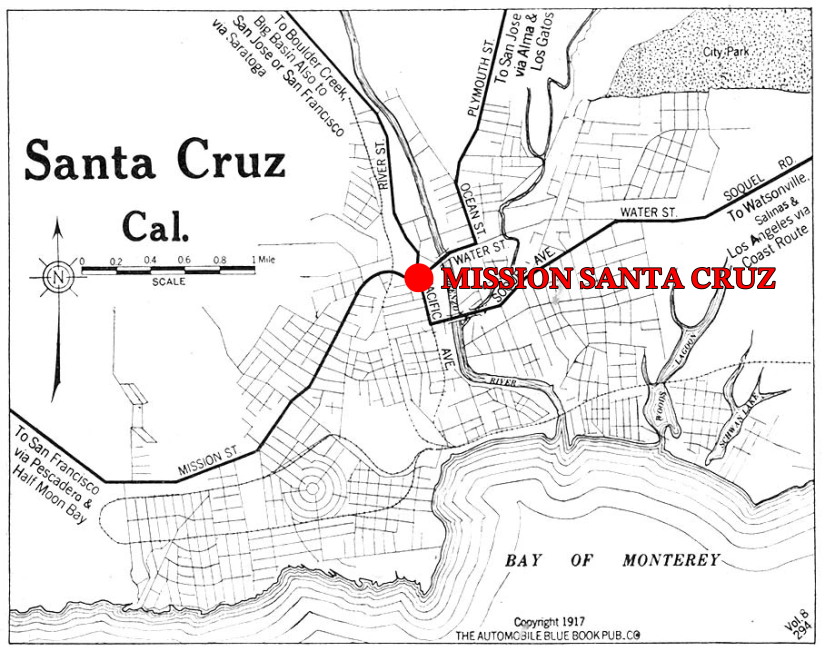 To Boulder Creek,
Big Basin Also to
San Jose or San Francisco
via Saratoga
PLYMOUTH ST.
To San Jose
via Alma &
Los Gatos
City Park
Santa Cruz
Cal.
RIVER ST.
OCEAN ST.
WATER ST.
WATER ST.
SOQUEL RD.
To Watsonville,
Salinas &
Los Angeles via
Coast Route
AVE.
N
0 0.2 0.4 0.6 0.8 1 Mile
SCALE
MISSION SANTA CRUZ
PACIFIC
AVE.
RIVER
WOODS
LAGOON
SCHWAN LAKE
MISSION ST
To San Francisco
via Pescadero &
Half Moon Bay
BAY OF MONTEREY
Copyright 1917
THE AUTOMOBILE BLUE BOOK PUB. CO
Vol. 8
294